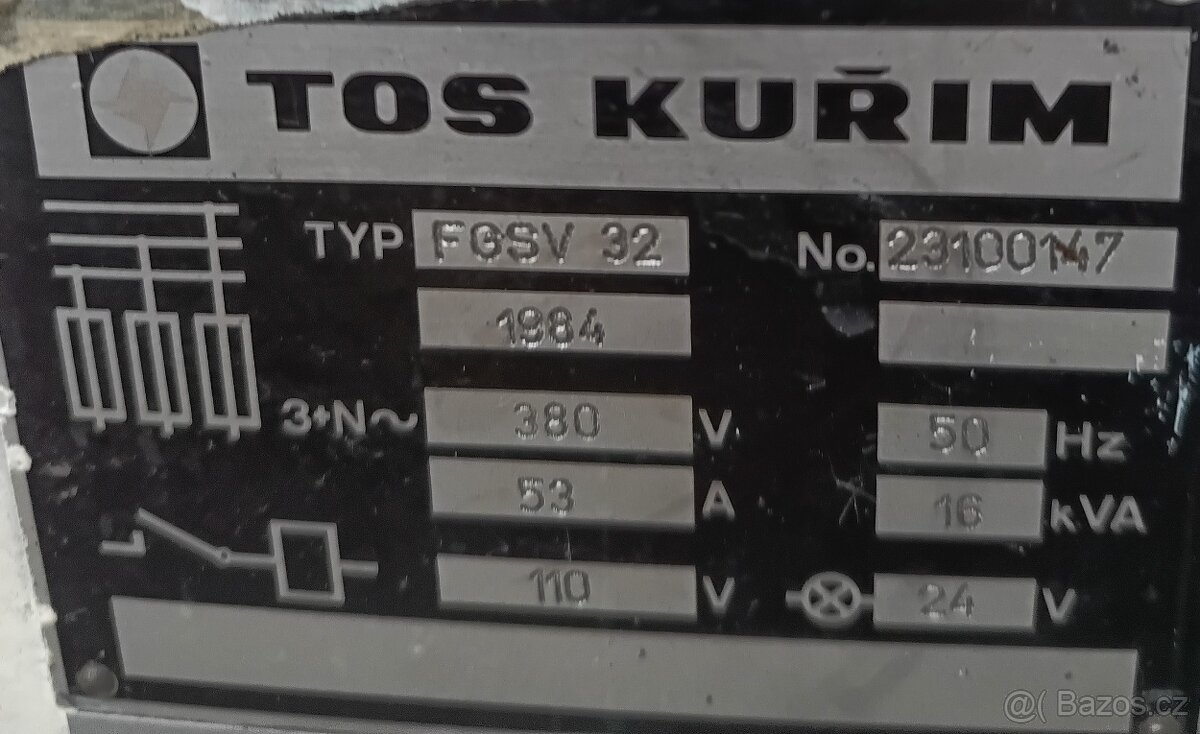 TOS KUŘIM
TYP FGSV 32 No. 23100147
1984
3+N~ 380 V 50 Hz
53 A 16 kVA
110 V 24 V
@( Bazos.cz